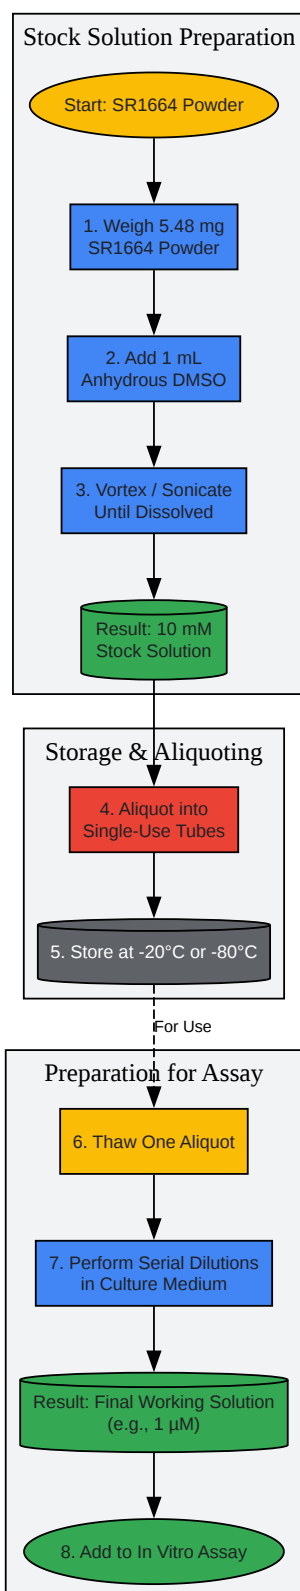 Stock Solution Preparation
Start: SR1664 Powder
1. Weigh 5.48 mg
SR1664 Powder
2. Add 1 mL
Anhydrous DMSO
3. Vortex / Sonicate
Until Dissolved
Result: 10 mM
Stock Solution
Storage & Aliquoting
4. Aliquot into
Single-Use Tubes
5. Store at -20°C or -80°C
For Use
Preparation for Assay
6. Thaw One Aliquot
7. Perform Serial Dilutions
in Culture Medium
Result: Final Working Solution
(e.g., 1 µM)
8. Add to In Vitro Assay